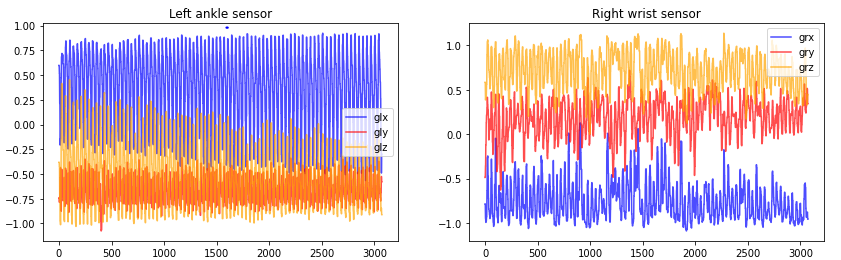 Left ankle sensor
1.00
0.75
0.50
0.25
0.00
−0.25
−0.50
−0.75
−1.00
0 500 1000 1500 2000 2500 3000
glx
gly
glz
Right wrist sensor
1.0
0.5
0.0
−0.5
−1.0
0 500 1000 1500 2000 2500 3000
grx
gry
grz